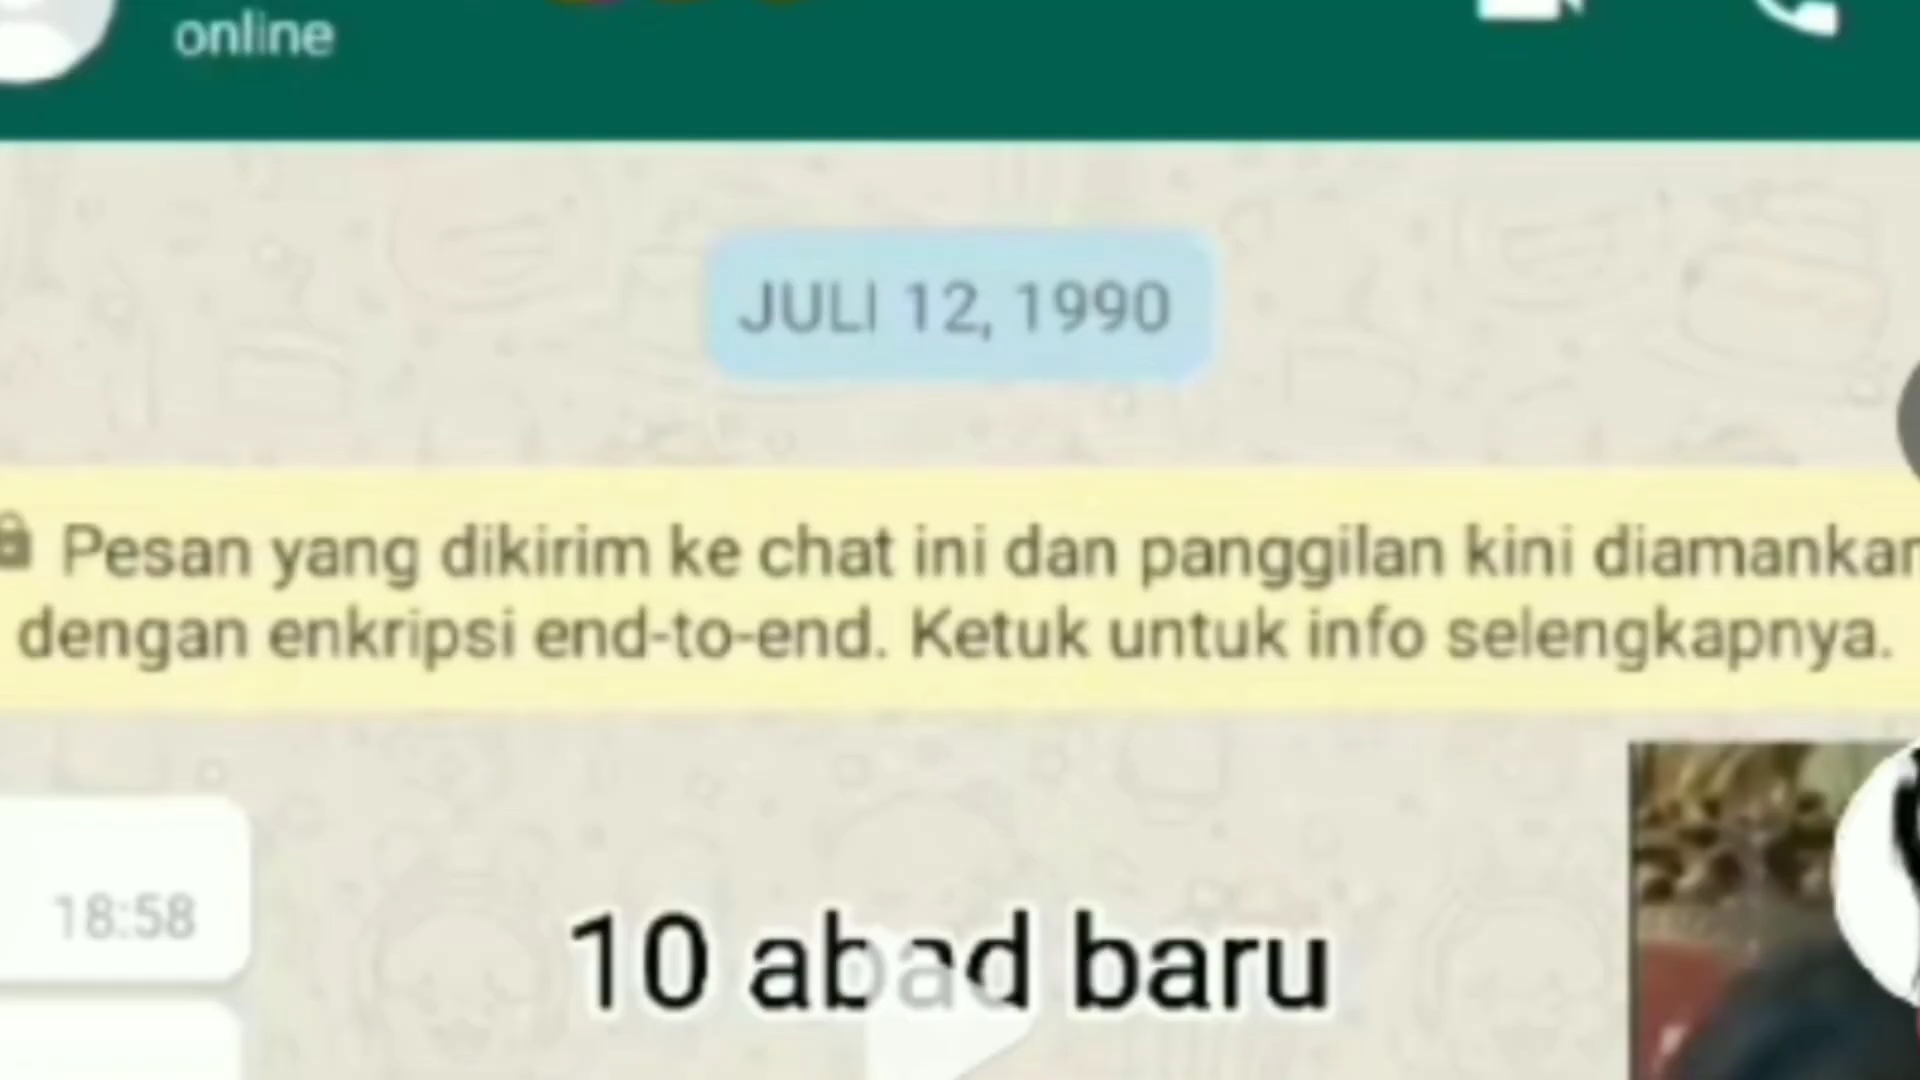 online
JULI 12, 1990
Pesan yang dikirim ke chat ini dan panggilan kini diamankan
dengan enkripsi end-to-end. Ketuk untuk info selengkapnya.
18:58
10 abad baru